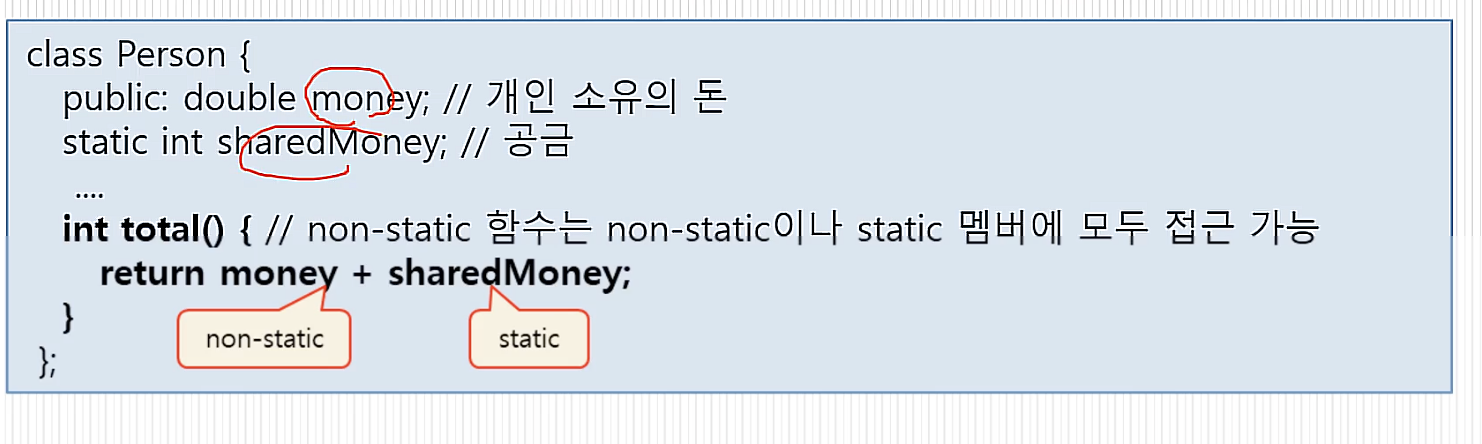 class Person {
public: double money; // 개인 소유의 돈
static int sharedMoney; // 공금
....
int total() { // non-static 함수는 non-static이나 static 멤버에 모두 접근 가능
return money + sharedMoney;
}
non-static static
};